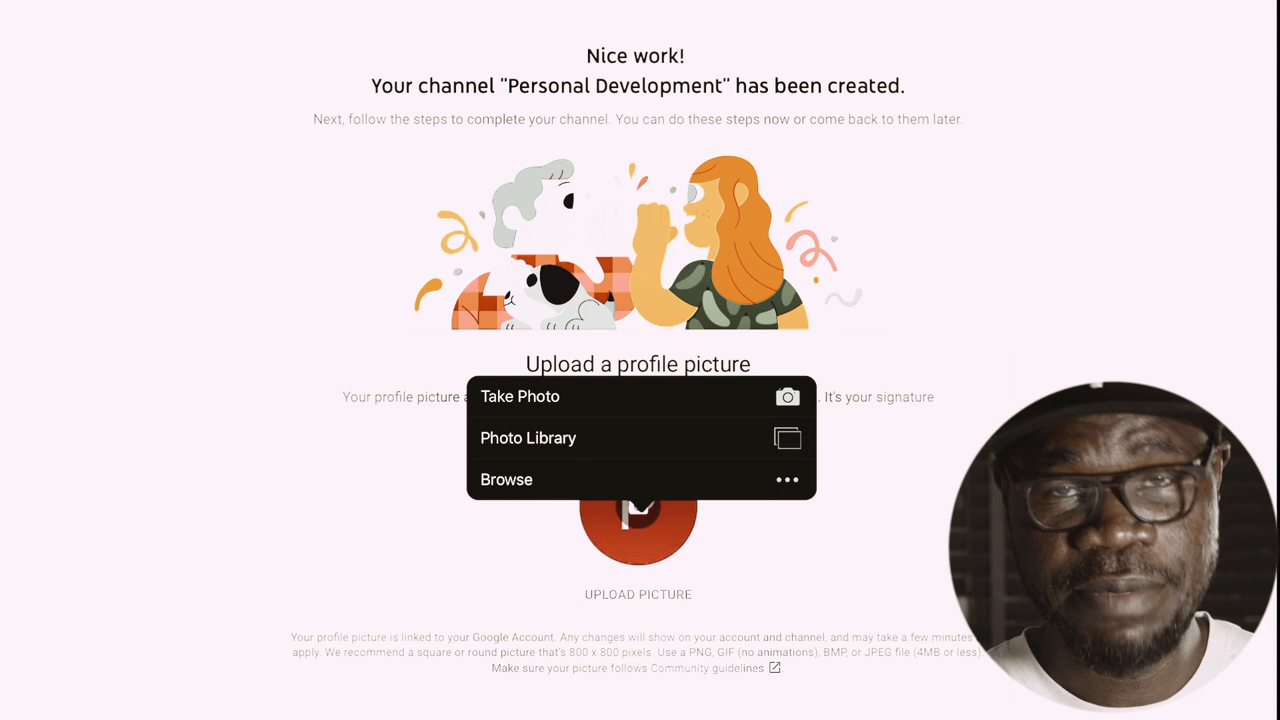 Nice work!
Your channel "Personal Development" has been created.
Next, follow the steps to complete your channel. You can do these steps now or come back to them later.
Upload a profile picture
Your profile picture
. It's your signature
Take Photo
Photo Library
Browse
UPLOAD PICTURE
Your profile picture is linked to your Google Account. Any changes will show on your account and channel, and may take a few minutes
apply. We recommend a square or round picture that's 800 x 800 pixels. Use a PNG, GIF (no animations), BMP, or JPEG file (4MB or less).
Make sure your picture follows Community guidelines